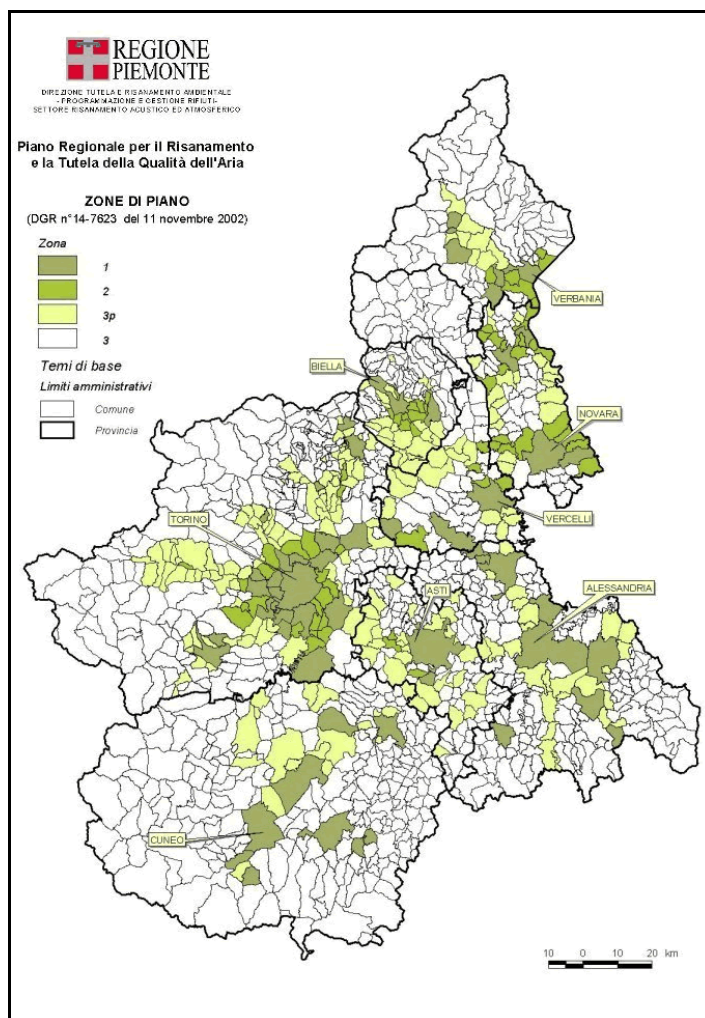 REGIONE
PIEMONTE
DIREZIONE TUTELA E RISANAMENTO AMBIENTALE
- PROGRAMMAZIONE E GESTIONE RIFIUTI-
SETTORE RISANAMENTO ACUSTICO ED ATMOSFERICO
Piano Regionale per il Risanamento
e la Tutela della Qualità dell'Aria
ZONE DI PIANO
(DGR n°14-7623 del 11 novembre 2002)
Zona
1
2
3p
3
Temi di base
Limiti amministrativi
Comune
Provincia
VERBANIA
BIELLA
NOVARA
TORINO
VERCELLI
ASTI
ALESSANDRIA
CUNEO
10 0 10 20 km